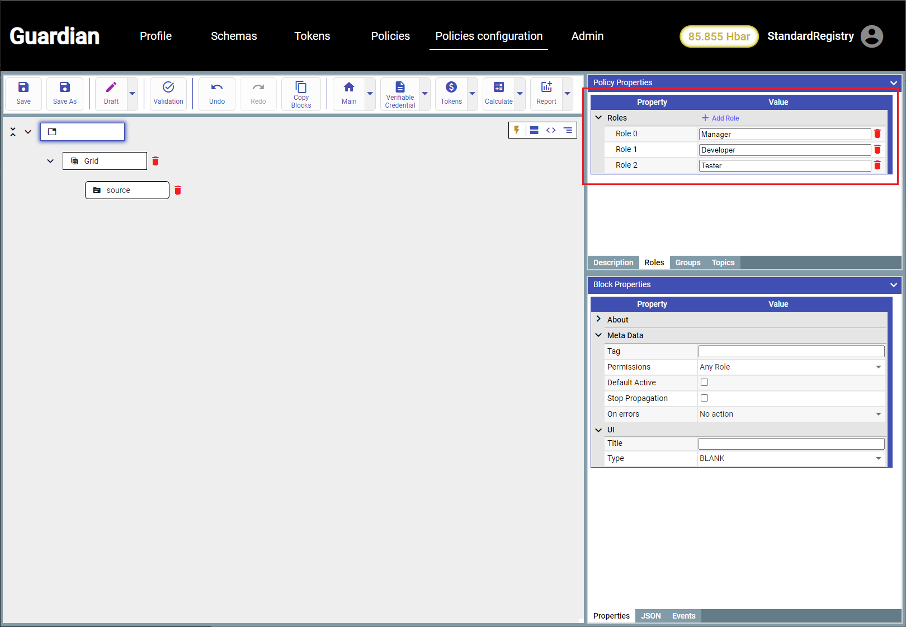 Guardian
Profile
Schemas
Tokens
Policies
Policies configuration
Admin
85.855 Hbar
StandardRegistry
Save
Save As
Draft
Validation
Undo
Redo
Copy
Blocks
Main
Verifiable
Credential
Tokens
Calculate
Report
Grid
source
Policy Properties
Property Value
Roles + Add Role
Role 0 Manager
Role 1 Developer
Role 2 Tester
Description Roles Groups Topics
Block Properties
Property Value
About
Meta Data
Tag
Permissions Any Role
Default Active
Stop Propagation
On errors No action
UI
Title
Type BLANK
Properties JSON Events